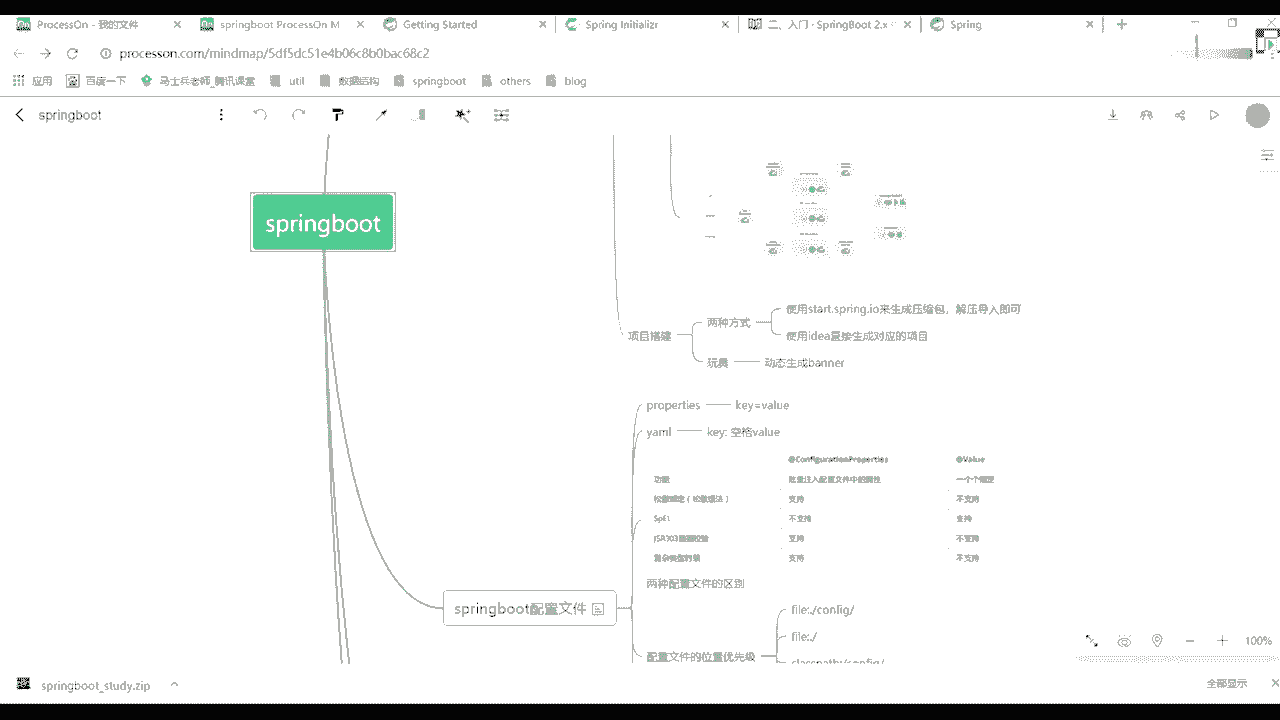 ProcessOn - 我的文件
springboot ProcessOn M
Getting Started
Spring Initializr
二、入门 · SpringBoot 2.x
Spring
processon.com/mindmap/5df5dc51e4b06c8b0bac68c2
应用
百度一下
马士兵老师_腾讯课堂
util
数据结构
springboot
others
blog
springboot
springboot
项目搭建
两种方式
使用start.spring.io来生成压缩包，解压导入即可
使用idea直接生成对应的项目
玩具
动态生成banner
properties
key=value
yaml
key: 空格value
@ConfigurationProperties
@Value
功能
批量注入配置文件中的属性
一个个指定
松散绑定（松散语法）
支持
不支持
SpEL
不支持
支持
JSR303数据校验
支持
不支持
复杂类型封装
支持
不支持
两种配置文件的区别
springboot配置文件
file:./config/
file:./
配置文件的位置优先级
classpath:/config/
100%
springboot_study.zip
全部显示